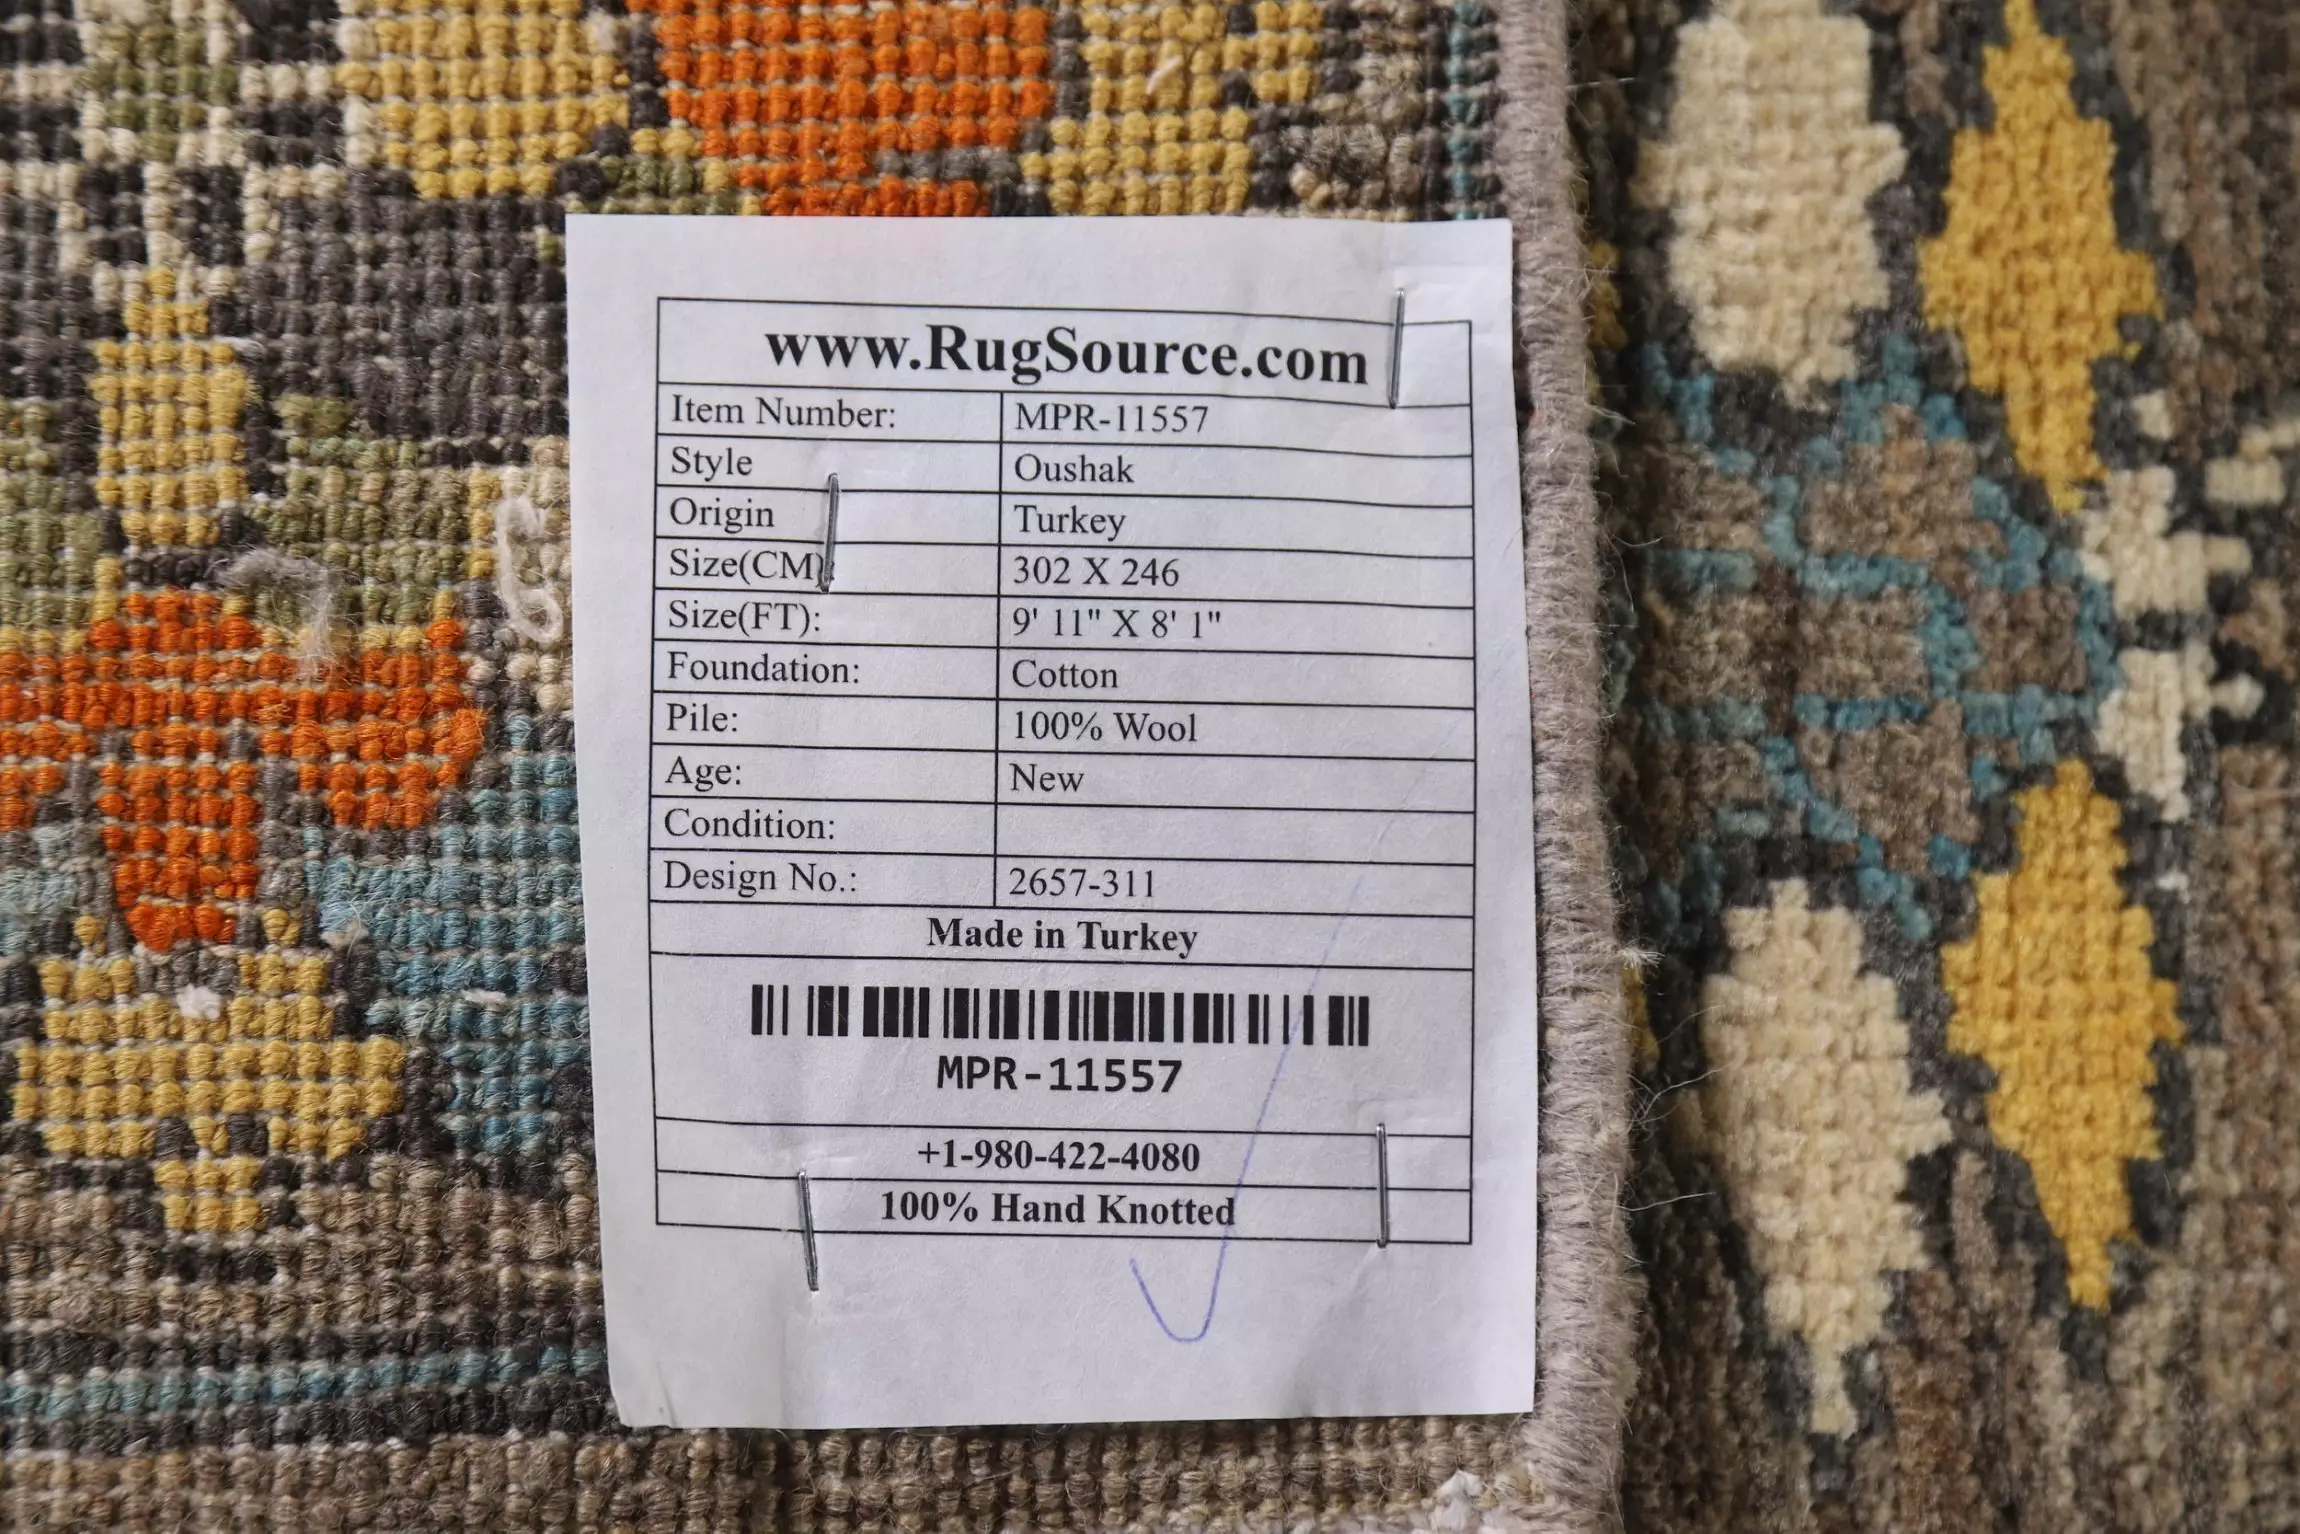 www.RugSource.com
Item Number: MPR-11557
Style Oushak
Origin Turkey
Size(CM): 302 X 246
Size(FT): 9' 11" X 8' 1"
Foundation: Cotton
Pile: 100% Wool
Age: New
Condition:
Design No.: 2657-311
Made in Turkey
MPR-11557
+1-980-422-4080
100% Hand Knotted